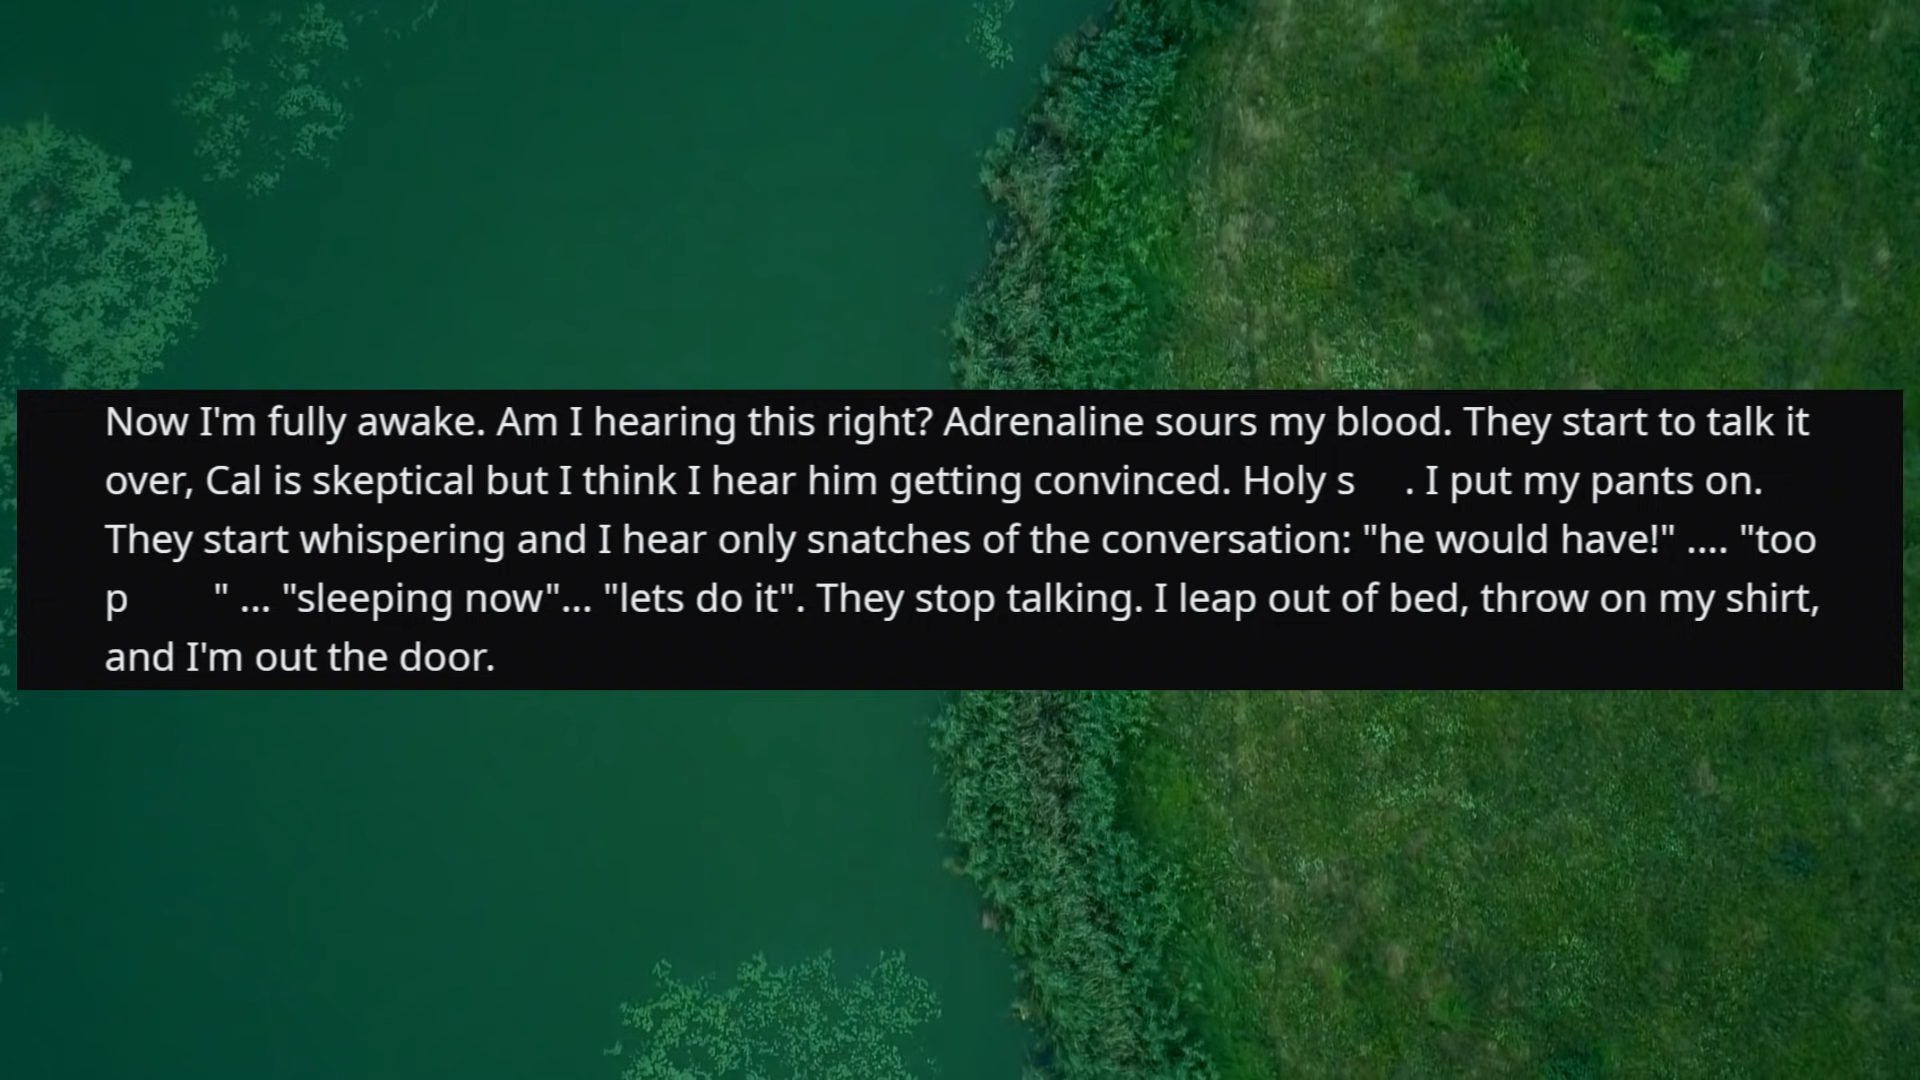 Now I'm fully awake. Am I hearing this right? Adrenaline sours my blood. They start to talk it
over, Cal is skeptical but I think I hear him getting convinced. Holy s . I put my pants on.
They start whispering and I hear only snatches of the conversation: "he would have!" .... "too
p " ... "sleeping now"... "lets do it". They stop talking. I leap out of bed, throw on my shirt,
and I'm out the door.